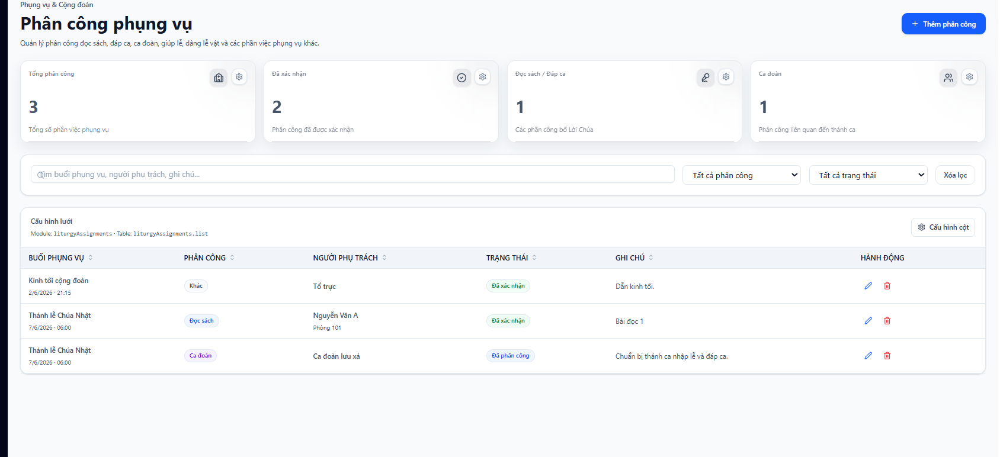 Phụng vụ & Cộng đoàn
Phân công phụng vụ
+ Thêm phân công
Quản lý phân công đọc sách, đáp ca, ca đoàn, giúp lễ, dâng lễ vật và các phần việc phụng vụ khác.
Tổng phân công
3
Tổng số phần việc phụng vụ
Đã xác nhận
2
Phân công đã được xác nhận
Đọc sách / Đáp ca
1
Các phần công bố Lời Chúa
Ca đoàn
1
Phân công liên quan đến thánh ca
Tìm buổi phụng vụ, người phụ trách, ghi chú...
Tất cả phân công
Tất cả trạng thái
Xóa lọc
Cấu hình lưới
Module: liturgyAssignments · Table: liturgyAssignments.list
Cấu hình cột
BUỔI PHỤNG VỤ PHÂN CÔNG NGƯỜI PHỤ TRÁCH TRẠNG THÁI GHI CHÚ HÀNH ĐỘNG
Kinh tối cộng đoàn
2/6/2026 · 21:15
Khác
Tổ trực
Đã xác nhận
Dẫn kinh tối.
Thánh lễ Chúa Nhật
7/6/2026 · 06:00
Đọc sách
Nguyễn Văn A
Phòng 101
Đã xác nhận
Bài đọc 1
Thánh lễ Chúa Nhật
7/6/2026 · 06:00
Ca đoàn
Ca đoàn lưu xá
Đã phân công
Chuẩn bị thánh ca nhập lễ và đáp ca.